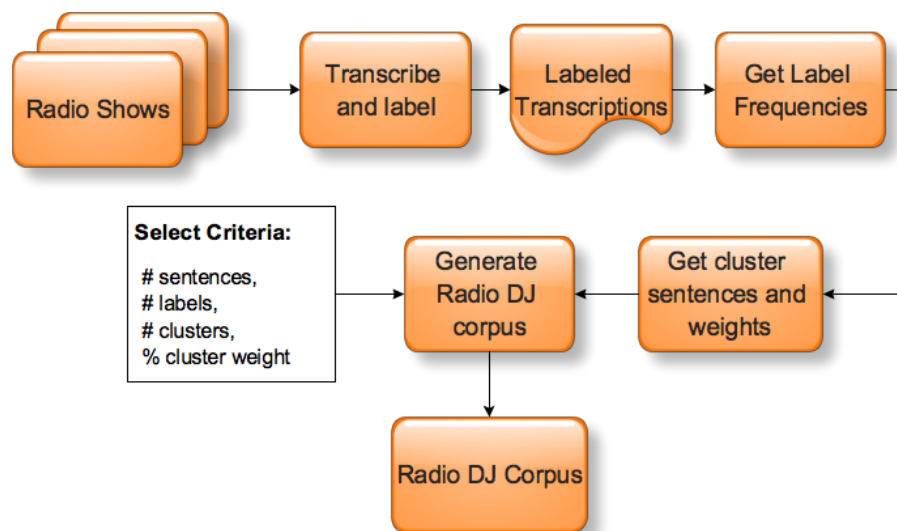 Radio Shows
Transcribe
and label
Labeled
Transcriptions
Get Label
Frequencies
Select Criteria:
# sentences,
# labels,
# clusters,
% cluster weight
Generate
Radio DJ
corpus
Get cluster
sentences and
weights
Radio DJ Corpus